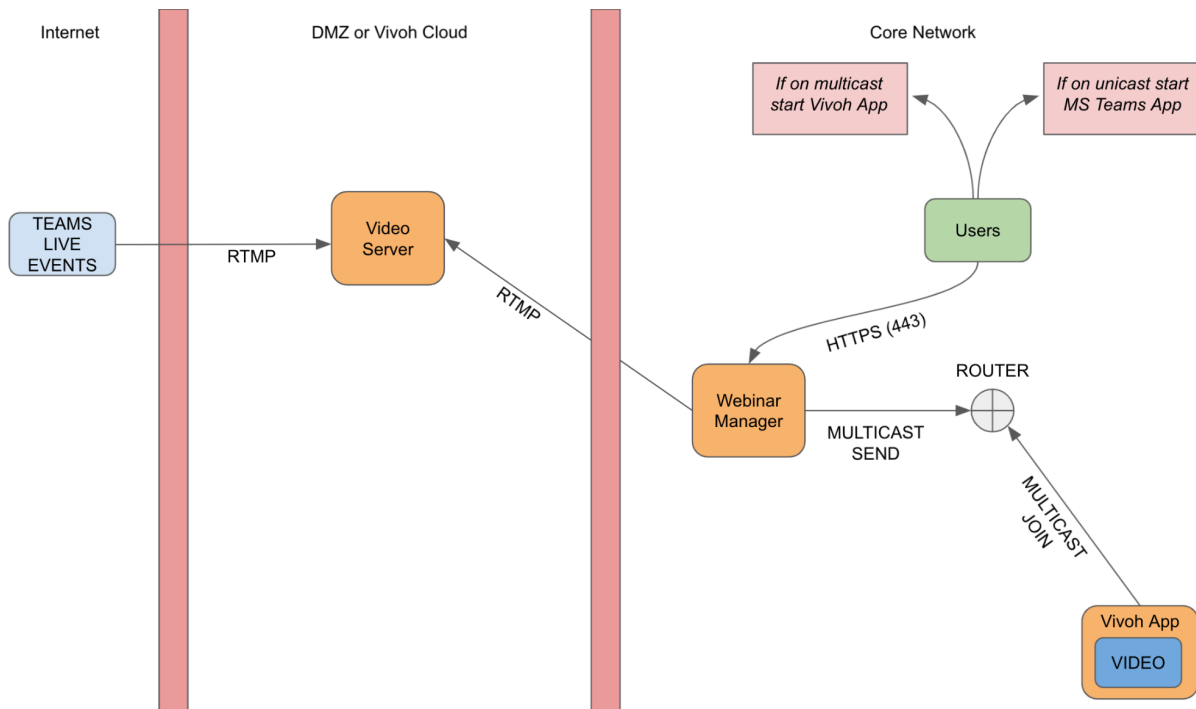 Internet
DMZ or Vivoh Cloud
Core Network
If on multicast
start Vivoh App
If on unicast start
MS Teams App
TEAMS
LIVE
EVENTS
RTMP
Video
Server
RTMP
Users
HTTPS (443)
Webinar
Manager
MULTICAST
SEND
ROUTER
MULTICAST
JOIN
Vivoh App
VIDEO